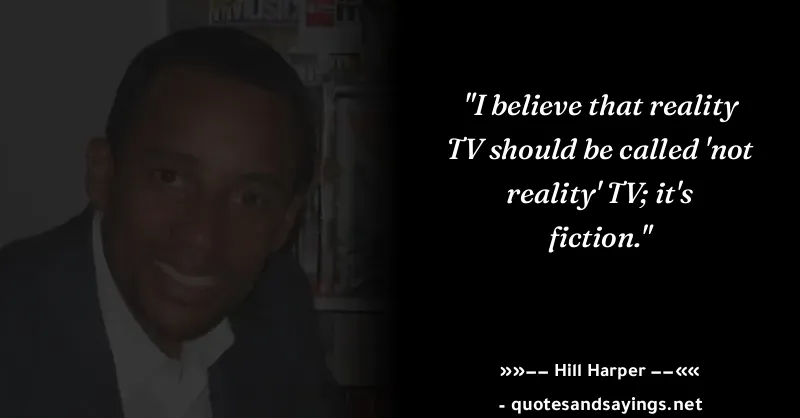 "I believe that reality
TV should be called 'not
reality' TV; it's
fiction."
»»–– Hill Harper ––««
- quotesandsayings.net